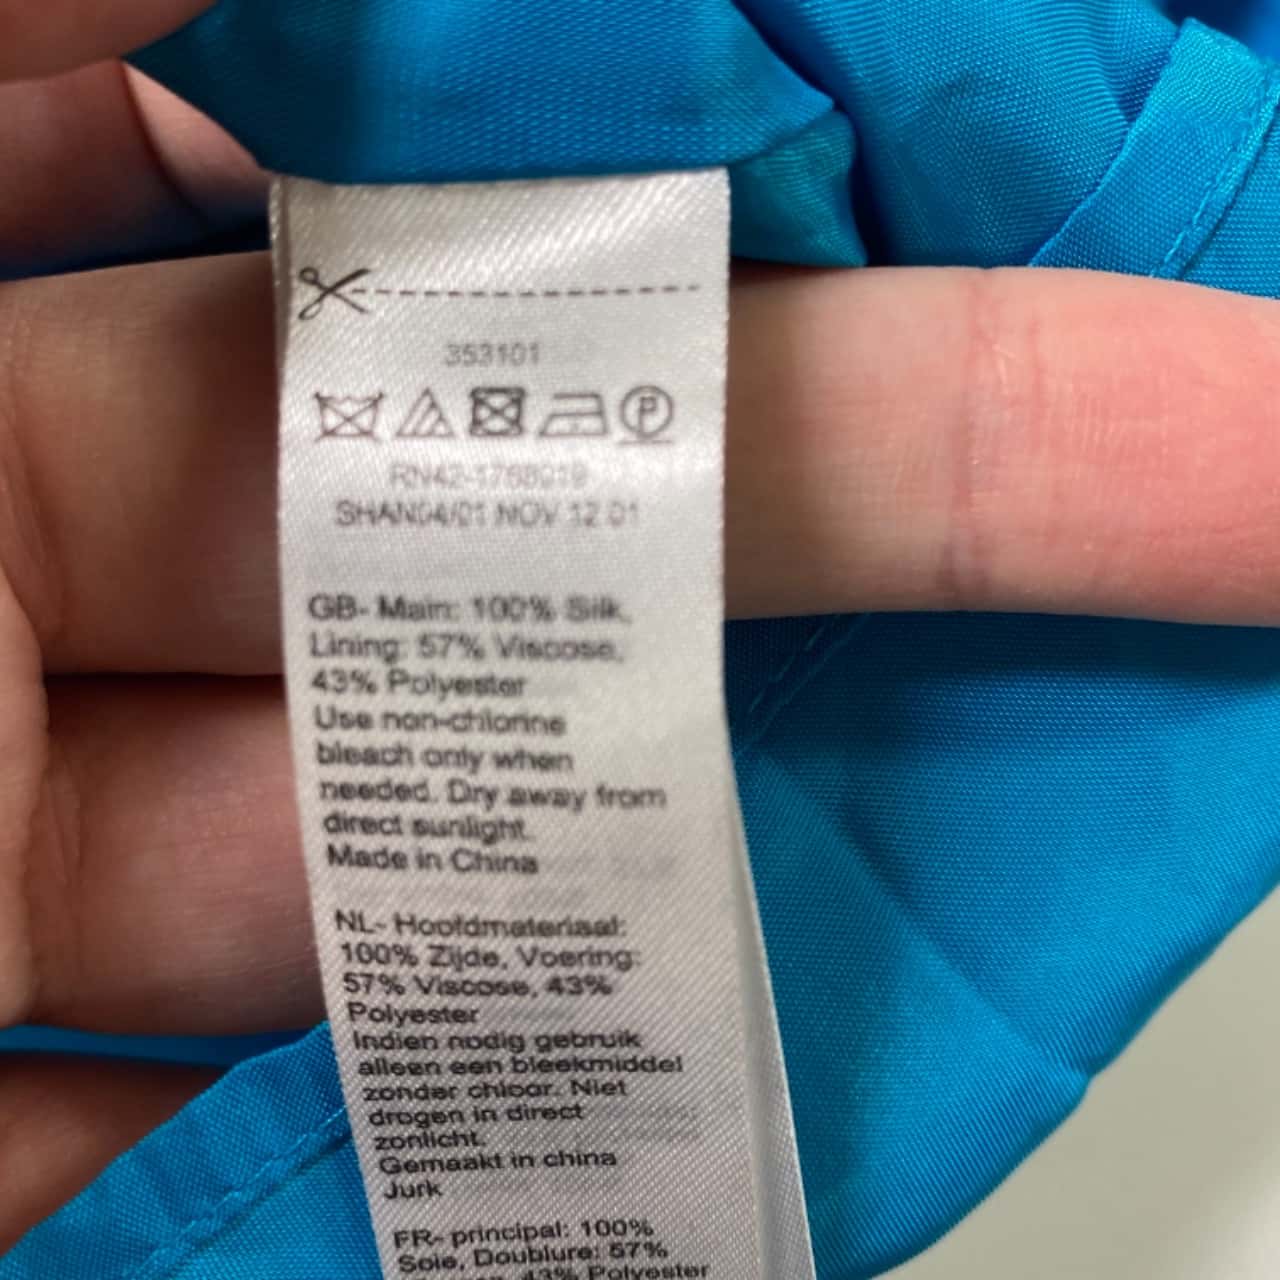 353101
P
RN42-1768919
SHAN04/01 NOV 12 01
GB- Main: 100% Silk,
Lining: 57% Viscose,
43% Polyester
Use non-chlorine
bleach only when
needed. Dry away from
direct sunlight.
Made in China
NL- Hoofdmateriaal:
100% Zijde, Voering:
57% Viscose, 43%
Polyester
Indien nodig gebruik
alleen een bleekmiddel
zonder chloor. Niet
drogen in direct
zonlicht.
Gemaakt in china
Jurk
FR- principal: 100%
Soie, Doublure: 57%
43% Polyester